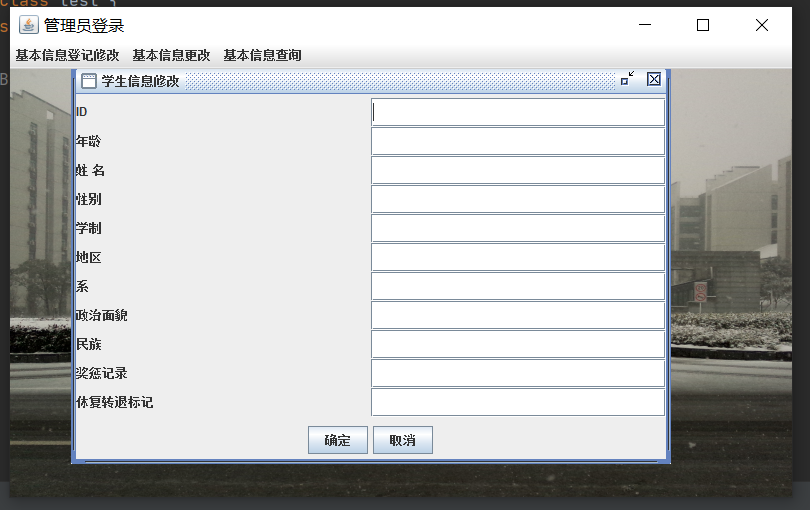 class test {
s
管理员登录
基本信息登记修改 基本信息更改 基本信息查询
B
学生信息修改
ID
年龄
姓 名
性别
学制
地区
系
政治面貌
民族
奖惩记录
休复转退标记
确定 取消